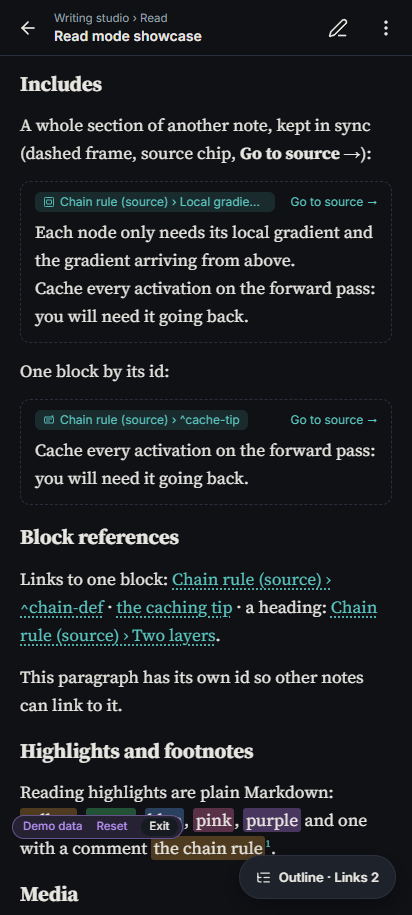 Writing studio › Read
Read mode showcase
Includes
A whole section of another note, kept in sync
(dashed frame, source chip, Go to source →):
Chain rule (source) › Local gradie...
Go to source →
Each node only needs its local gradient and
the gradient arriving from above.
Cache every activation on the forward pass:
you will need it going back.
One block by its id:
Chain rule (source) › ^cache-tip
Go to source →
Cache every activation on the forward pass:
you will need it going back.
Block references
Links to one block: Chain rule (source) ›
^chain-def · the caching tip · a heading: Chain
rule (source) › Two layers.
This paragraph has its own id so other notes
can link to it.
Highlights and footnotes
Reading highlights are plain Markdown:
, pink, purple and one
Demo data Reset Exit
with a comment the chain rule¹.
Outline · Links 2
Media